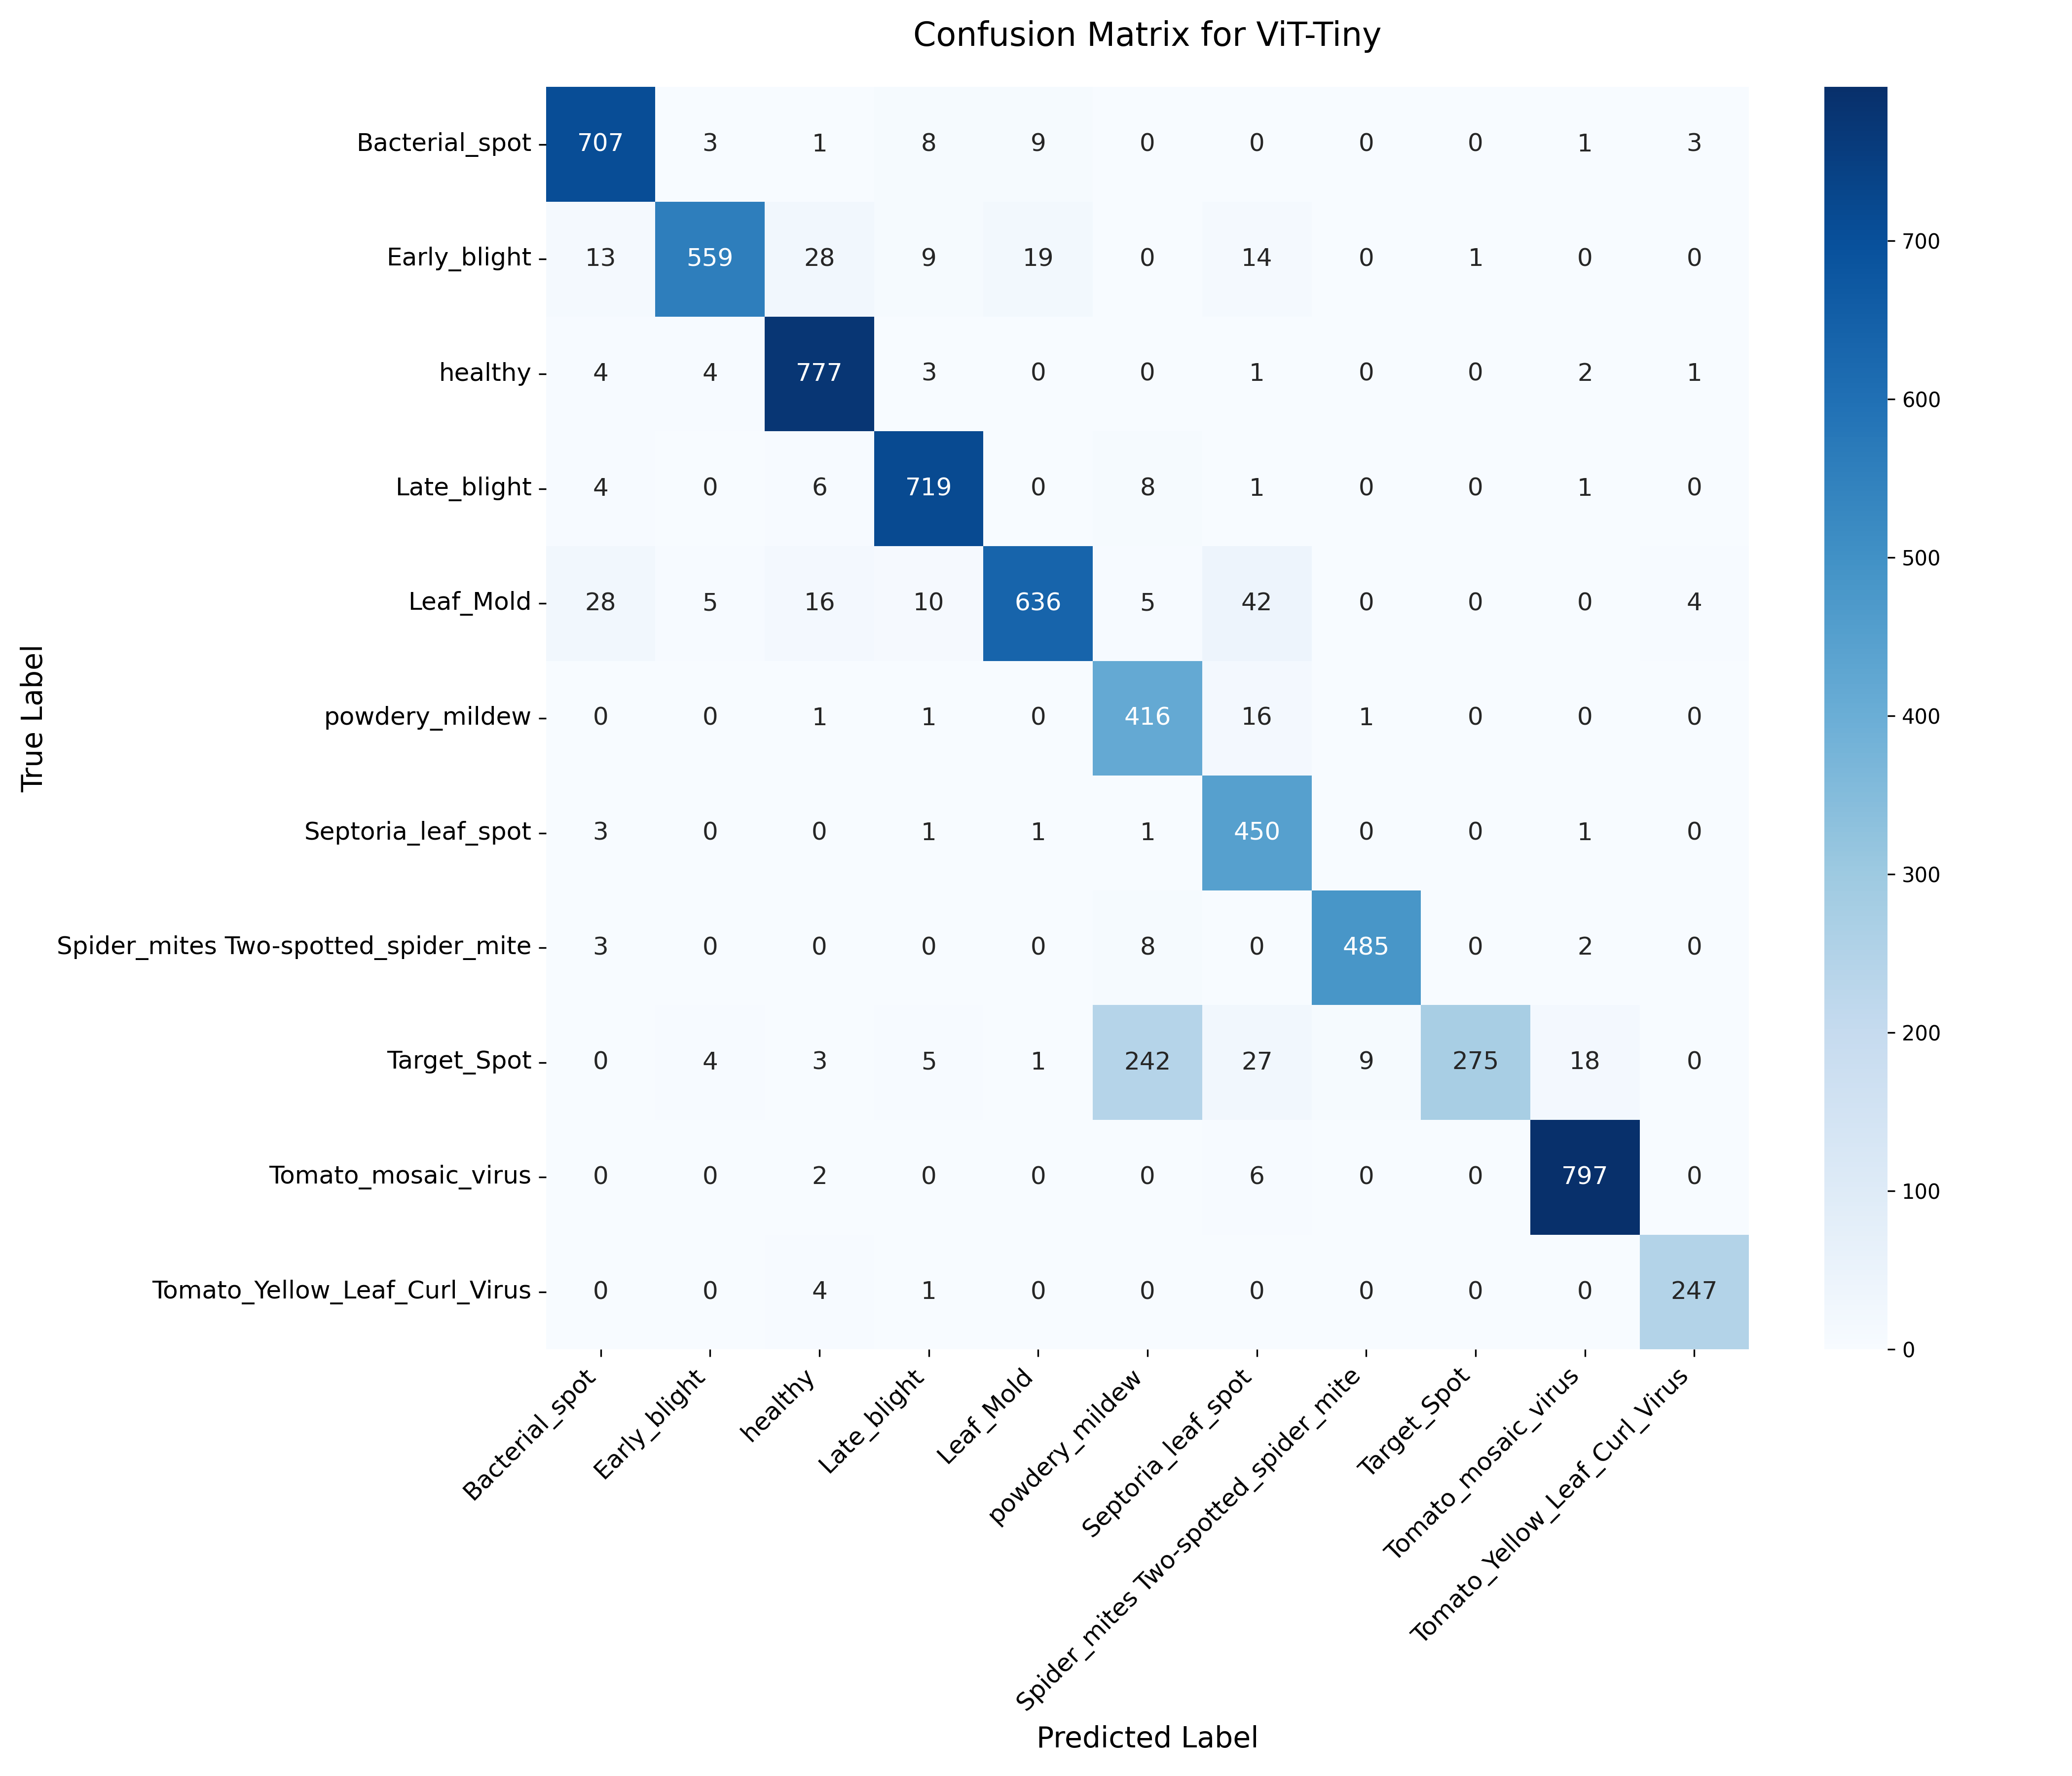 Confusion Matrix for ViT-Tiny
True Label
Bacterial_spot 707 3 1 8 9 0 0 0 0 1 3
Early_blight 13 559 28 9 19 0 14 0 1 0 0
healthy 4 4 777 3 0 0 1 0 0 2 1
Late_blight 4 0 6 719 0 8 1 0 0 1 0
Leaf_Mold 28 5 16 10 636 5 42 0 0 0 4
powdery_mildew 0 0 1 1 0 416 16 1 0 0 0
Septoria_leaf_spot 3 0 0 1 1 1 450 0 0 1 0
Spider_mites Two-spotted_spider_mite 3 0 0 0 0 8 0 485 0 2 0
Target_Spot 0 4 3 5 1 242 27 9 275 18 0
Tomato_mosaic_virus 0 0 2 0 0 0 6 0 0 797 0
Tomato_Yellow_Leaf_Curl_Virus 0 0 4 1 0 0 0 0 0 0 247
Bacterial_spot
Early_blight
healthy
Late_blight
Leaf_Mold
powdery_mildew
Septoria_leaf_spot
Spider_mites Two-spotted_spider_mite
Target_Spot
Tomato_mosaic_virus
Tomato_Yellow_Leaf_Curl_Virus
Predicted Label
700
600
500
400
300
200
100
0